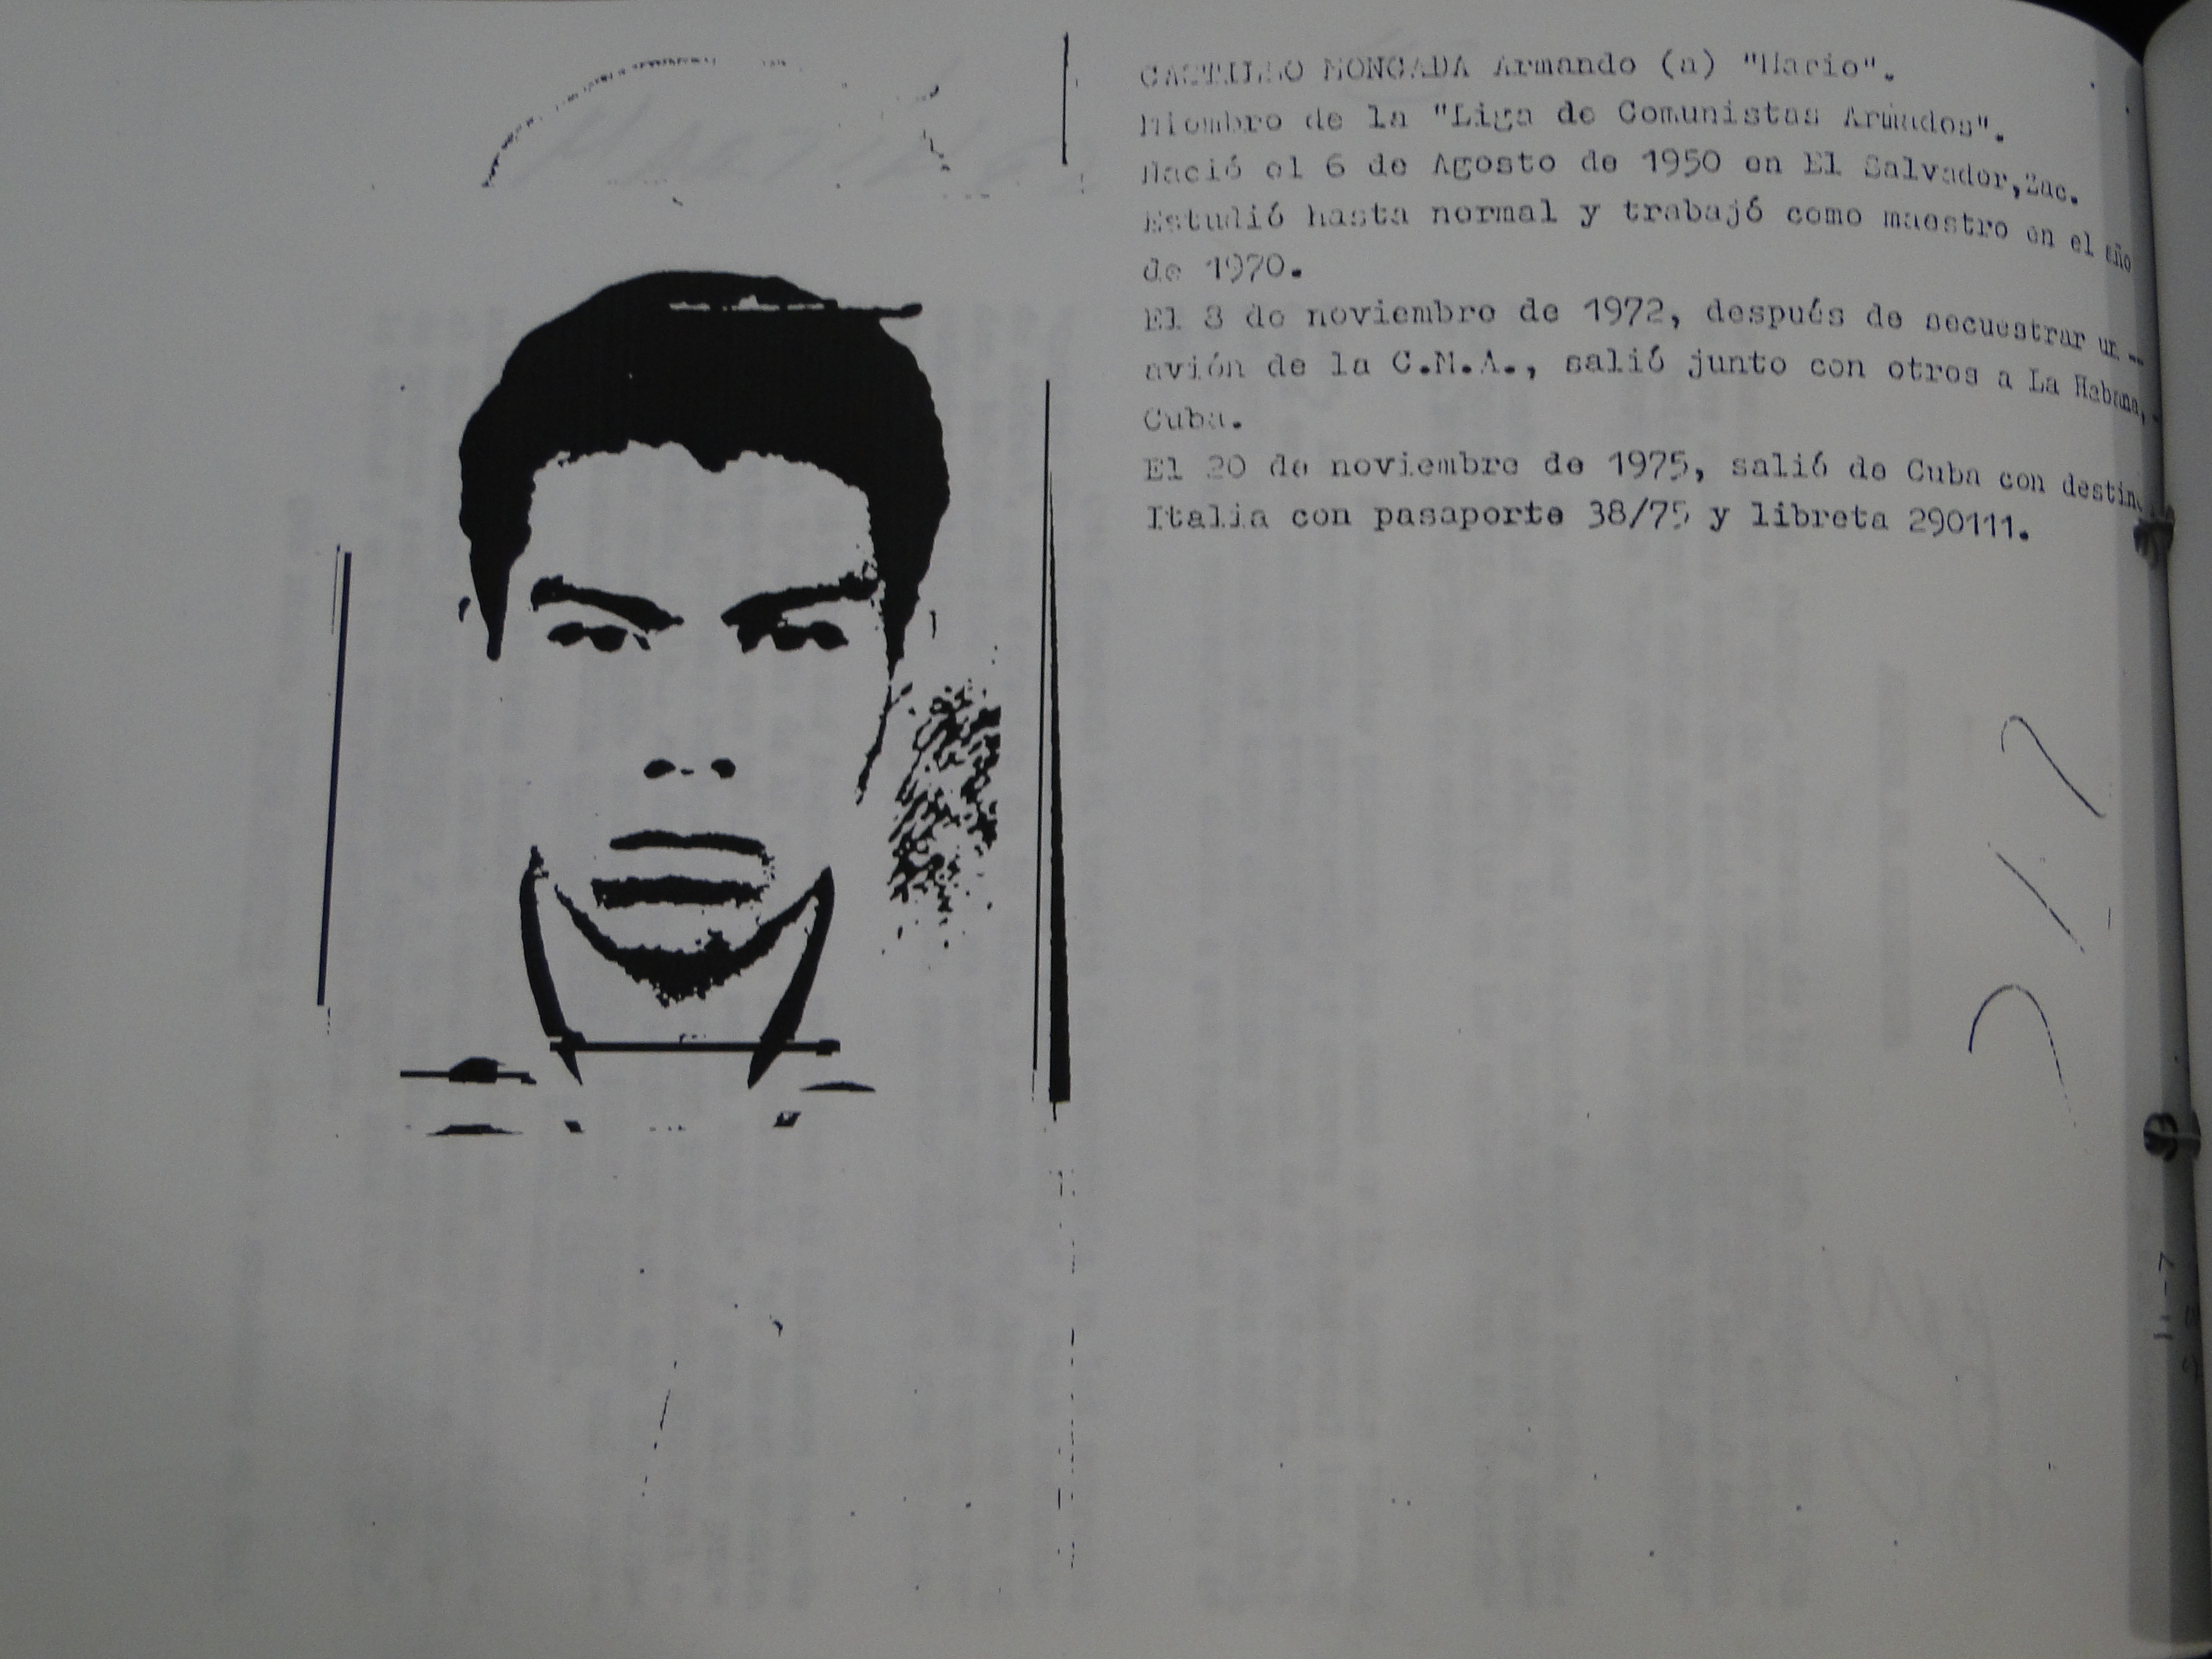 CASTILLO MONCADA Armando (a) "Mario".
Miembro de la "Liga de Comunistas Armados".
Nació el 6 de Agosto de 1950 en El Salvador, Zac.
Estudió hasta normal y trabajó como maestro en el año
de 1970.
El 8 de noviembre de 1972, después de secuestrar un --
avión de la C.M.A., salió junto con otros a La Habana, -
Cuba.
El 20 de noviembre de 1975, salió de Cuba con destino
Italia con pasaporte 38/75 y libreta 290111.